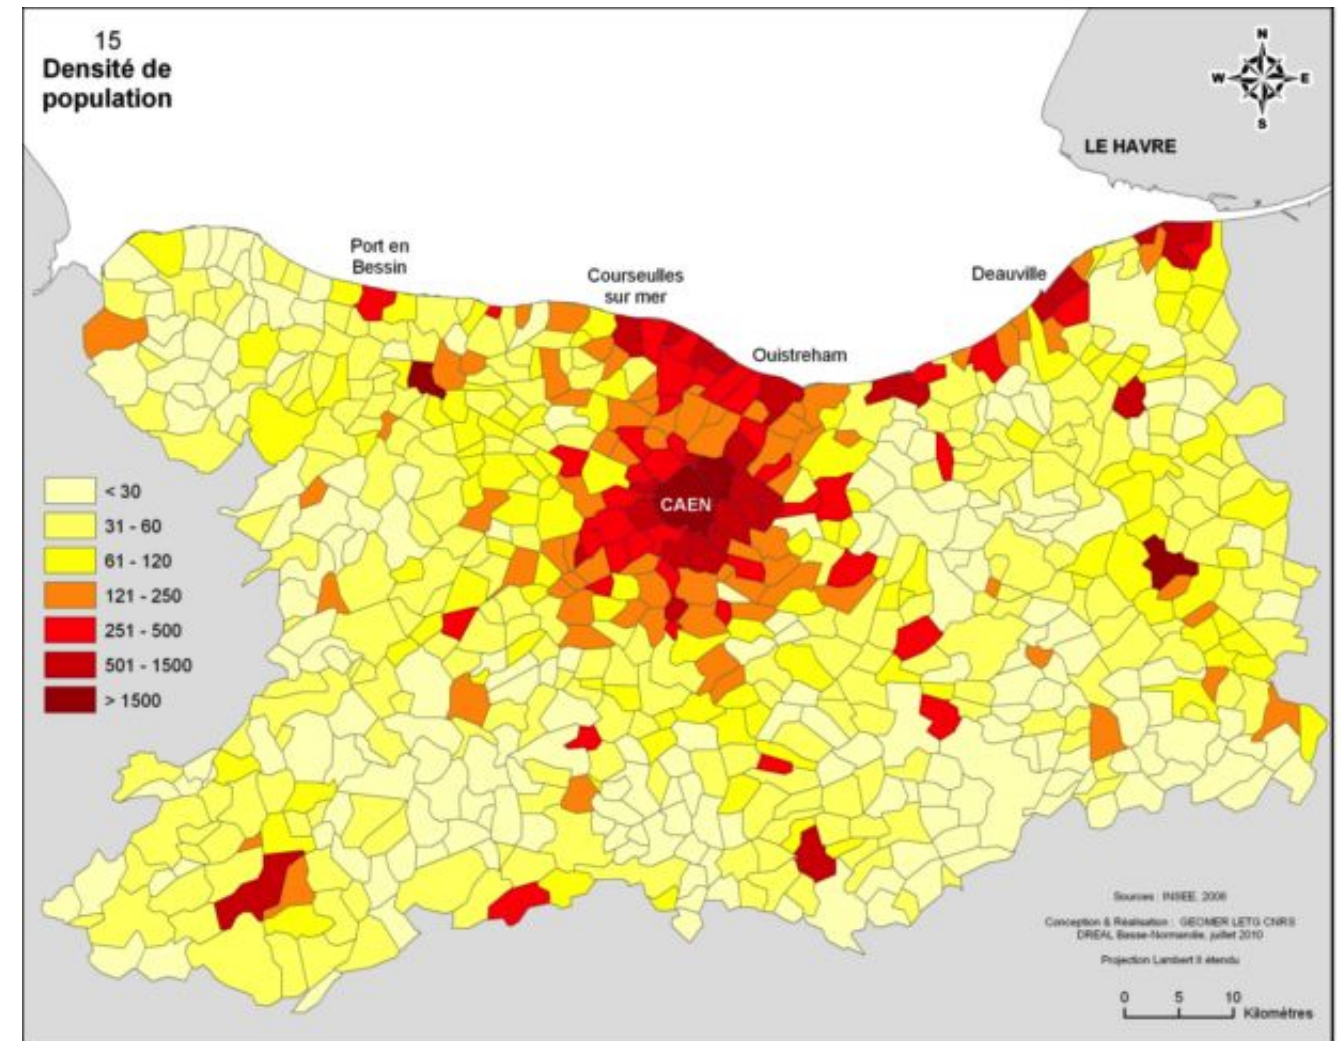 15
Densité de
population
N
W
E
S
LE HAVRE
Port en
Bessin
Courseulles
sur mer
Deauville
Ouistreham
CAEN
< 30
31 - 60
61 - 120
121 - 250
251 - 500
501 - 1500
> 1500
Sources : INSEE, 2006
Conception & Réalisation : GEOMER LETG CNRS
DREAL Basse-Normandie, juillet 2010
Projection Lambert II étendu
0 5 10
Kilomètres